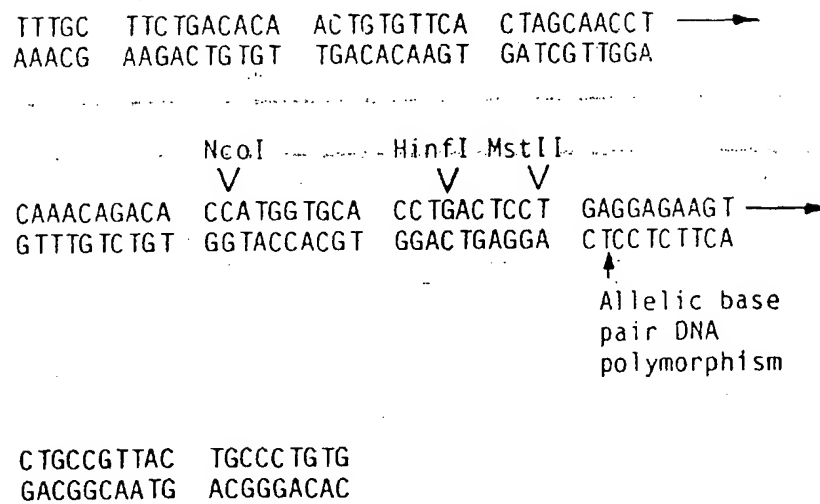 TTTGC TTCTGACACA ACTGTGTTCA CTAGCAACCT
AAACG AAGACTGTGT TGACACAAGT GATCGTTGGA
NcoI HinfI MstII
CAAACAGACA CCATGGTGCA CCTGACTCCT GAGGAGAAGT
GTTTGTCTGT GGTACCACGT GGACTGAGGA CTCCTCTTCA
Allelic base
pair DNA
polymorphism
CTGCCGTTAC TGCCCTGTG
GACGGCAATG ACGGGACAC